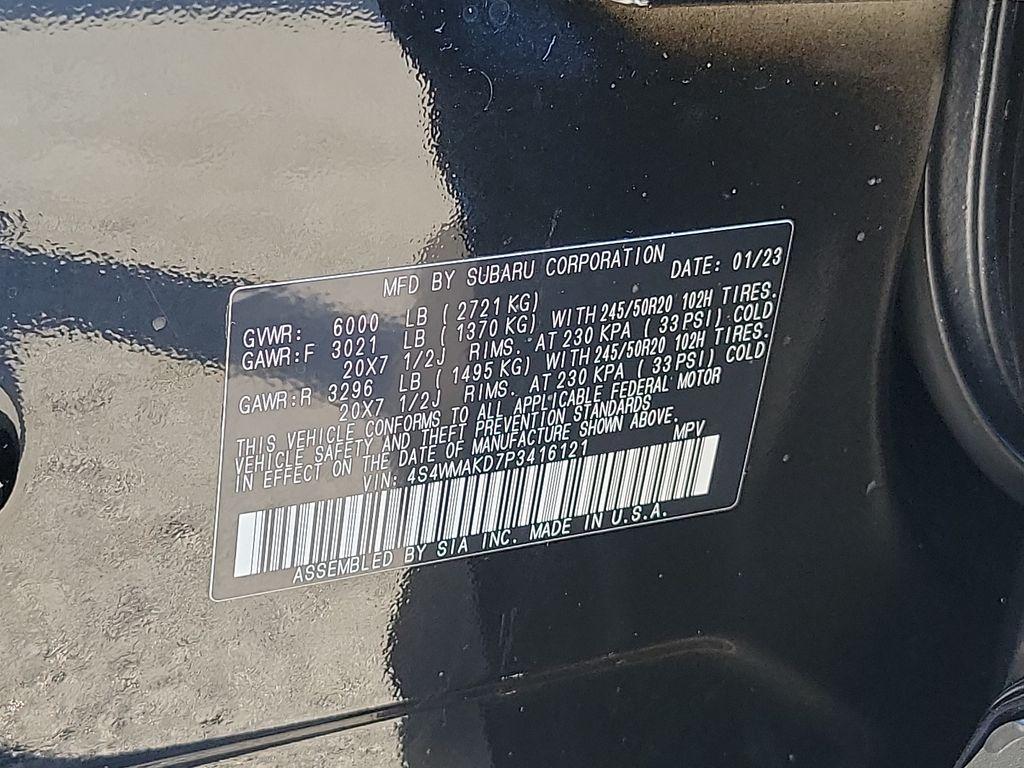 MFD BY SUBARU CORPORATION DATE: 01/23
GVWR: 6000 LB ( 2721 KG)
GAWR:F 3021 LB ( 1370 KG) WITH 245/50R20 102H TIRES.
20X7 1/2J RIMS. AT 230 KPA ( 33 PSI) COLD
GAWR:R 3296 LB ( 1495 KG) WITH 245/50R20 102H TIRES.
20X7 1/2J RIMS. AT 230 KPA ( 33 PSI) COLD
THIS VEHICLE CONFORMS TO ALL APPLICABLE FEDERAL MOTOR
VEHICLE SAFETY AND THEFT PREVENTION STANDARDS
IN EFFECT ON THE DATE OF MANUFACTURE SHOWN ABOVE.
VIN: 4S4WMAKD7P3416121 MPV
ASSEMBLED BY SIA INC. MADE IN U.S.A.